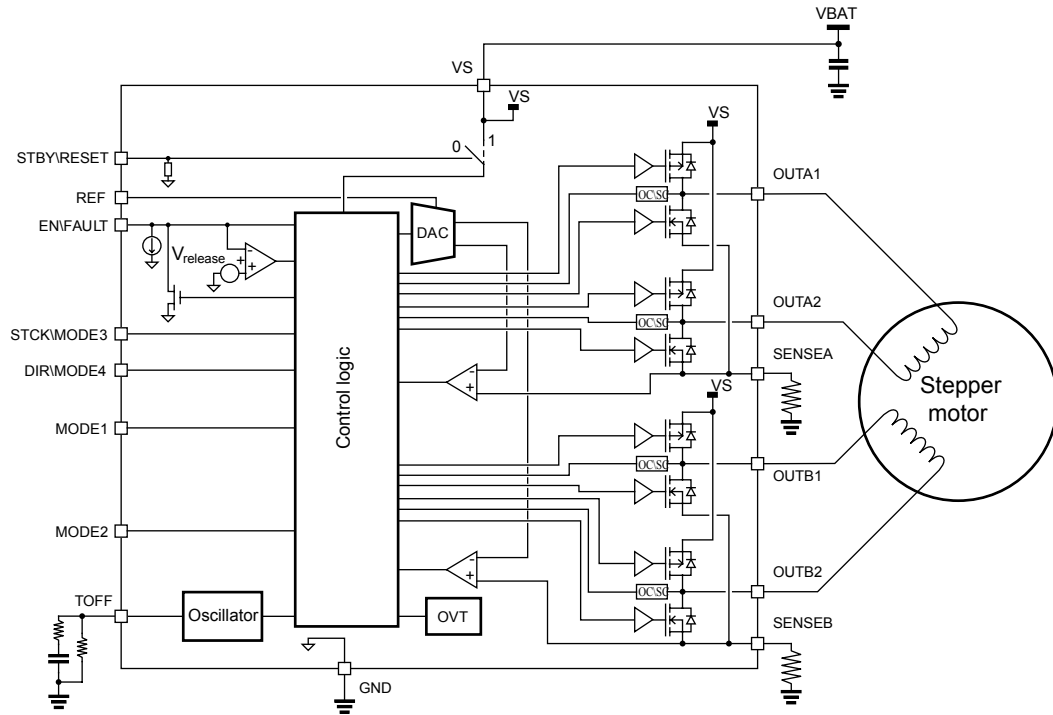 VBAT
VS
VS
VS
0
1
STBY\RESET
OUTA1
REF
OC\SC
EN\FAULT
DAC
Vrelease
-
+
+
OUTA2
OC\SC
STCK\MODE3
SENSEA
DIR\MODE4
-
+
VS
Stepper
motor
Control logic
MODE1
OC\SC
OUTB1
MODE2
-
+
OUTB2
OC\SC
TOFF
Oscillator
OVT
SENSEB
GND